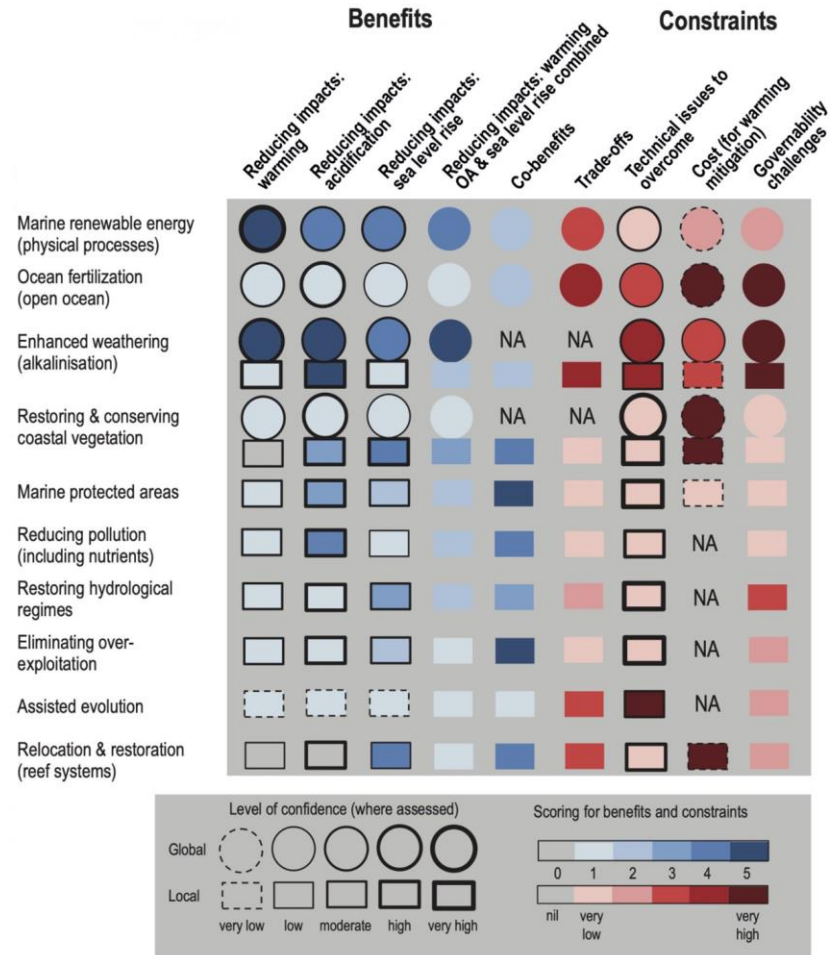 Benefits
Constraints
Reducing impacts:
warming
Reducing impacts:
acidification
Reducing impacts:
sea level rise
Reducing impacts: warming
OA & sea level rise combined
Co-benefits
Trade-offs
Technical issues to
overcome
Cost (for warming
mitigation)
Governability
challenges
Marine renewable energy
(physical processes)
Ocean fertilization
(open ocean)
Enhanced weathering
(alkalinisation)
NA
NA
Restoring & conserving
coastal vegetation
NA
NA
Marine protected areas
Reducing pollution
(including nutrients)
NA
Restoring hydrological
regimes
NA
Eliminating over-
exploitation
NA
Assisted evolution
NA
Relocation & restoration
(reef systems)
Level of confidence (where assessed)
Global
Local
very low
low
moderate
high
very high
Scoring for benefits and constraints
0 1 2 3 4 5
nil
very
low
very
high